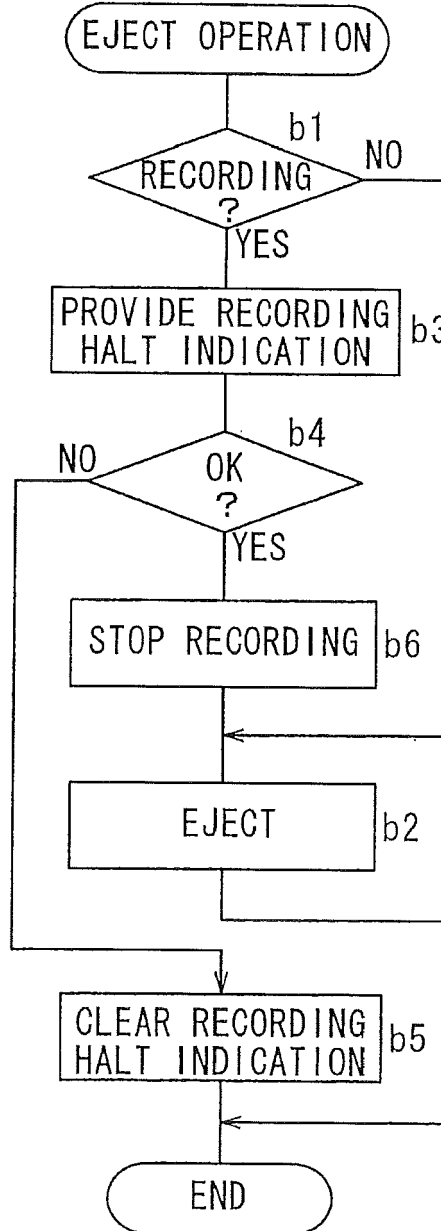 EJECT OPERATION
b1
RECORDING
?
NO
YES
PROVIDE RECORDING
HALT INDICATION
b3
b4
NO
OK
?
YES
STOP RECORDING
b6
EJECT
b2
CLEAR RECORDING
HALT INDICATION
b5
END